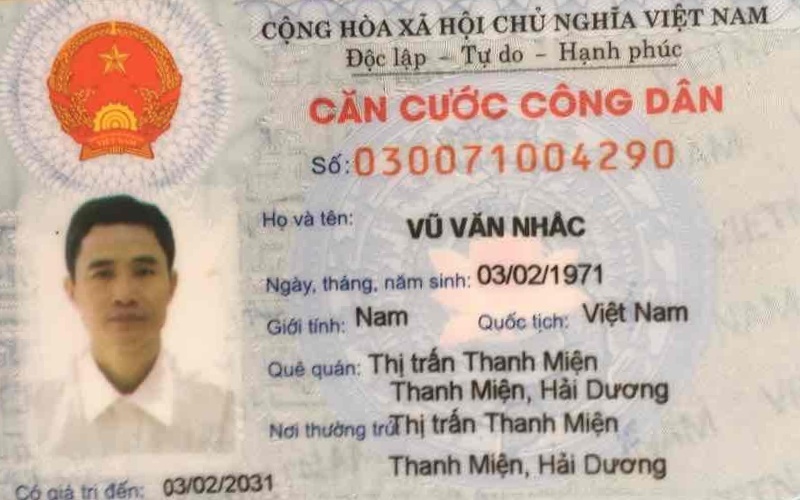 CỘNG HÒA XÃ HỘI CHỦ NGHĨA VIỆT NAM
Độc lập - Tự do - Hạnh phúc
CĂN CƯỚC CÔNG DÂN
Số: 030071004290
Họ và tên: VŨ VĂN NHẤC
Ngày, tháng, năm sinh: 03/02/1971
Giới tính: Nam Quốc tịch: Việt Nam
Quê quán: Thị trấn Thanh Miện
Thanh Miện, Hải Dương
Nơi thường trú: Thị trấn Thanh Miện
Thanh Miện, Hải Dương
Có giá trị đến: 03/02/2031